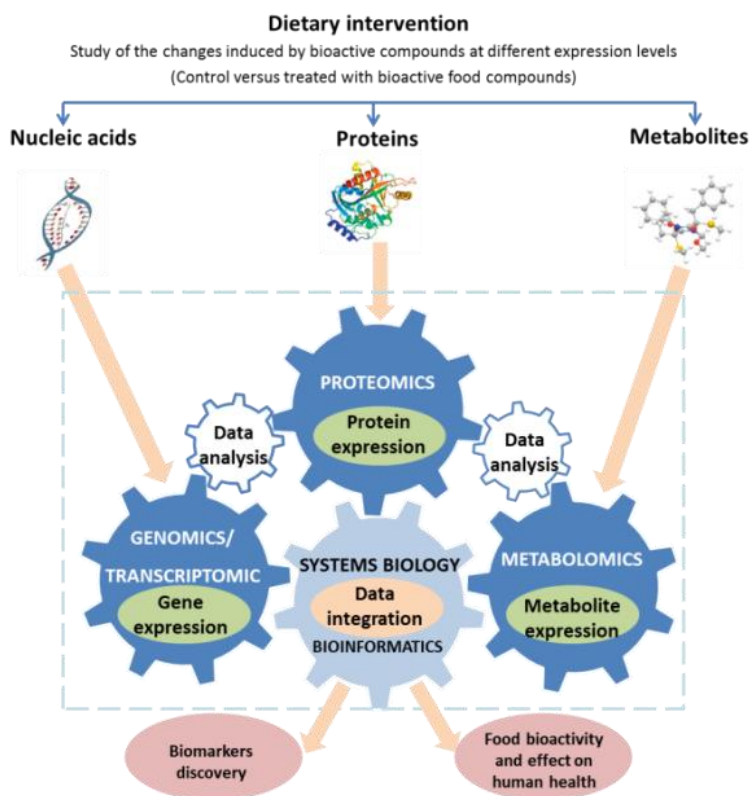 Dietary intervention
Study of the changes induced by bioactive compounds at different expression levels
(Control versus treated with bioactive food compounds)
Nucleic acids
Proteins
Metabolites
PROTEOMICS
Protein
expression
Data
analysis
Data
analysis
GENOMICS/
TRANSCRIPTOMIC
Gene
expression
SYSTEMS BIOLOGY
Data
integration
BIOINFORMATICS
METABOLOMICS
Metabolite
expression
Biomarkers
discovery
Food bioactivity
and effect on
human health